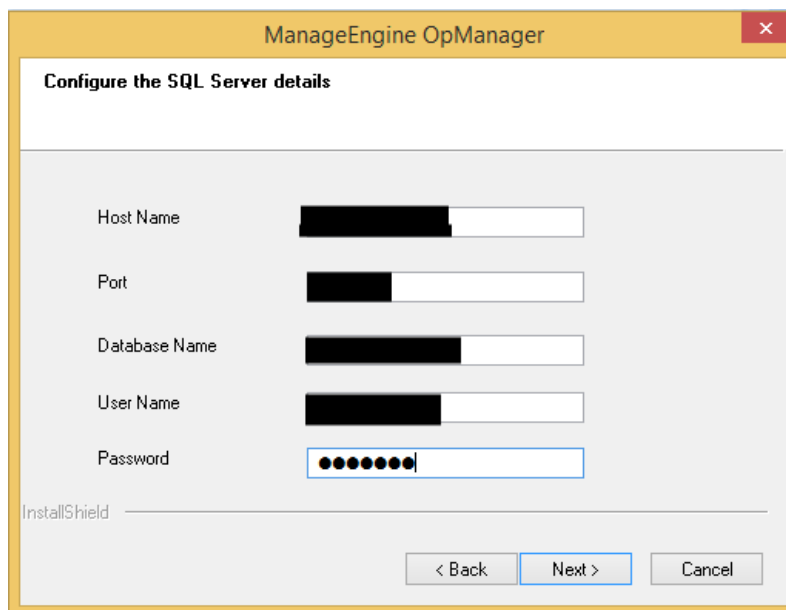 ManageEngine OpManager
Configure the SQL Server details
Host Name
Port
Database Name
User Name
Password
●●●●●●●
InstallShield
< Back Next > Cancel